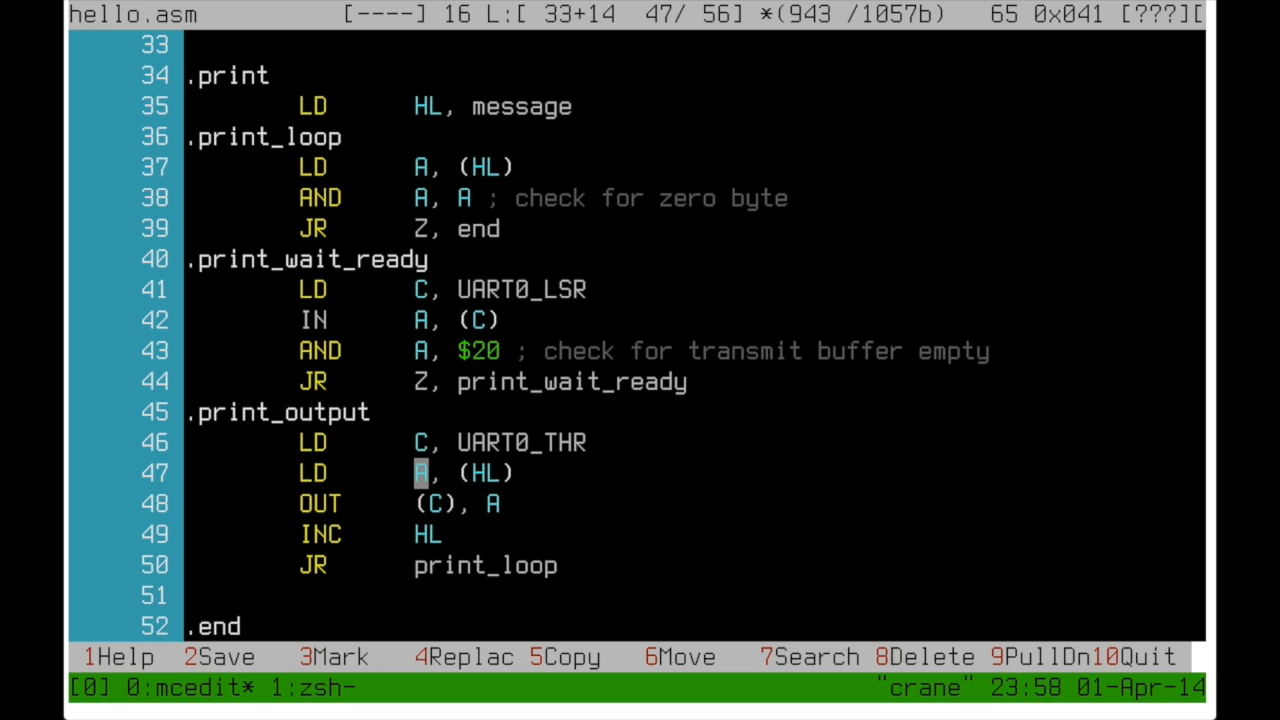 hello.asm [----] 16 L:[ 33+14 47/ 56] *(943 /1057b) 65 0x041 [???][
33
34 .print
35 LD HL, message
36 .print_loop
37 LD A, (HL)
38 AND A, A ; check for zero byte
39 JR Z, end
40 .print_wait_ready
41 LD C, UART0_LSR
42 IN A, (C)
43 AND A, $20 ; check for transmit buffer empty
44 JR Z, print_wait_ready
45 .print_output
46 LD C, UART0_THR
47 LD A, (HL)
48 OUT (C), A
49 INC HL
50 JR print_loop
51
52 .end
1Help 2Save 3Mark 4Replac 5Copy 6Move 7Search 8Delete 9PullDn10Quit
[0] 0:mcedit* 1:zsh- "crane" 23:58 01-Apr-14